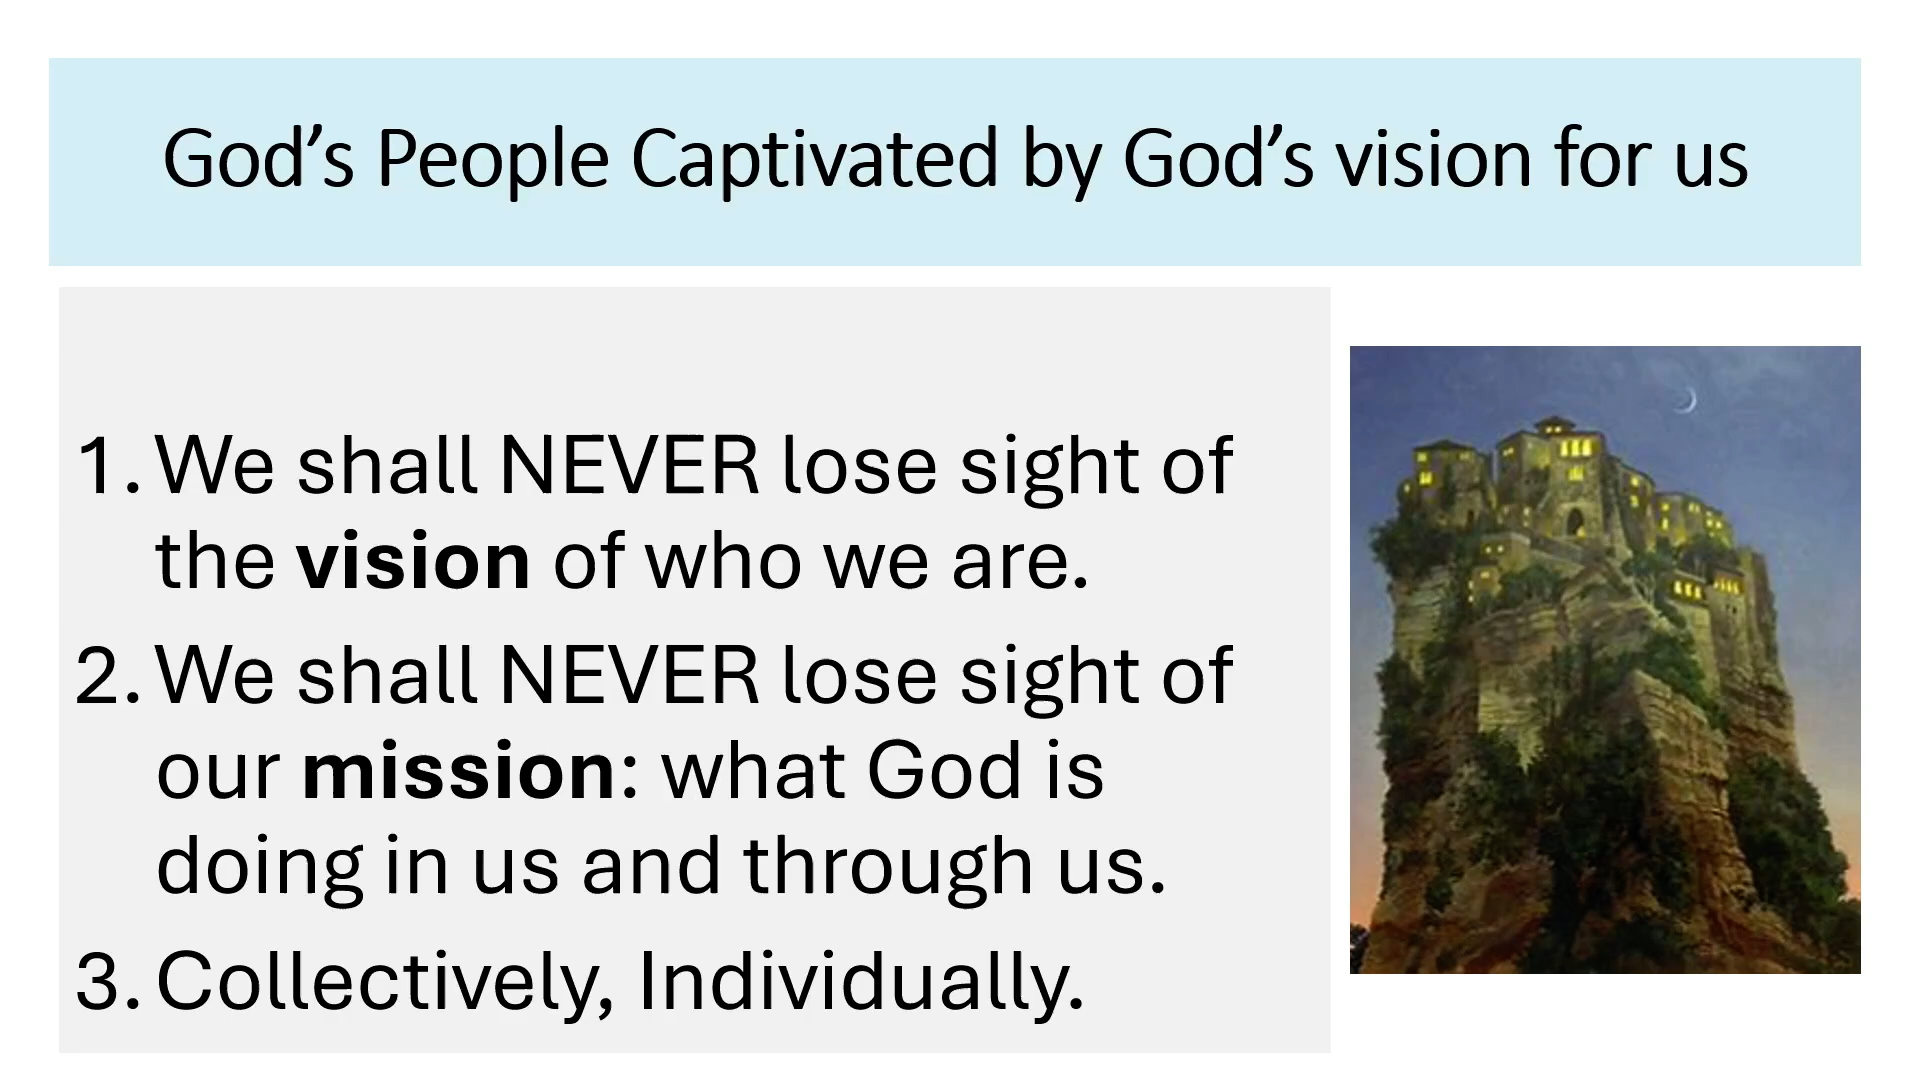 God’s People Captivated by God’s vision for us
1. We shall NEVER lose sight of
the vision of who we are.
2. We shall NEVER lose sight of
our mission: what God is
doing in us and through us.
3. Collectively, Individually.